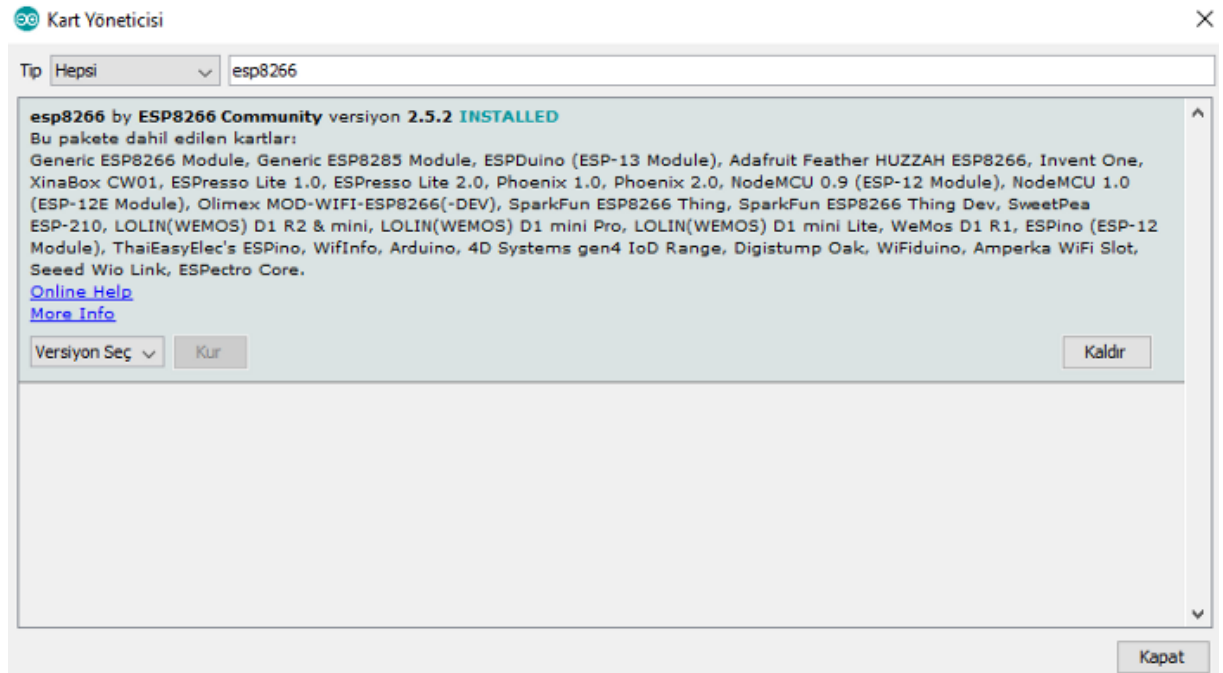 Kart Yöneticisi
Tip Hepsi esp8266
esp8266 by ESP8266 Community versiyon 2.5.2 INSTALLED
Bu pakete dahil edilen kartlar:
Generic ESP8266 Module, Generic ESP8285 Module, ESPDuino (ESP-13 Module), Adafruit Feather HUZZAH ESP8266, Invent One,
XinaBox CW01, ESPresso Lite 1.0, ESPresso Lite 2.0, Phoenix 1.0, Phoenix 2.0, NodeMCU 0.9 (ESP-12 Module), NodeMCU 1.0
(ESP-12E Module), Olimex MOD-WIFI-ESP8266(-DEV), SparkFun ESP8266 Thing, SparkFun ESP8266 Thing Dev, SweetPea
ESP-210, LOLIN(WEMOS) D1 R2 & mini, LOLIN(WEMOS) D1 mini Pro, LOLIN(WEMOS) D1 mini Lite, WeMos D1 R1, ESPino (ESP-12
Module), ThaiEasyElec's ESPino, WifInfo, Arduino, 4D Systems gen4 IoD Range, Digistump Oak, WiFiduino, Amperka WiFi Slot,
Seeed Wio Link, ESPectro Core.
Online Help
More Info
Versiyon Seç Kur Kaldır
Kapat